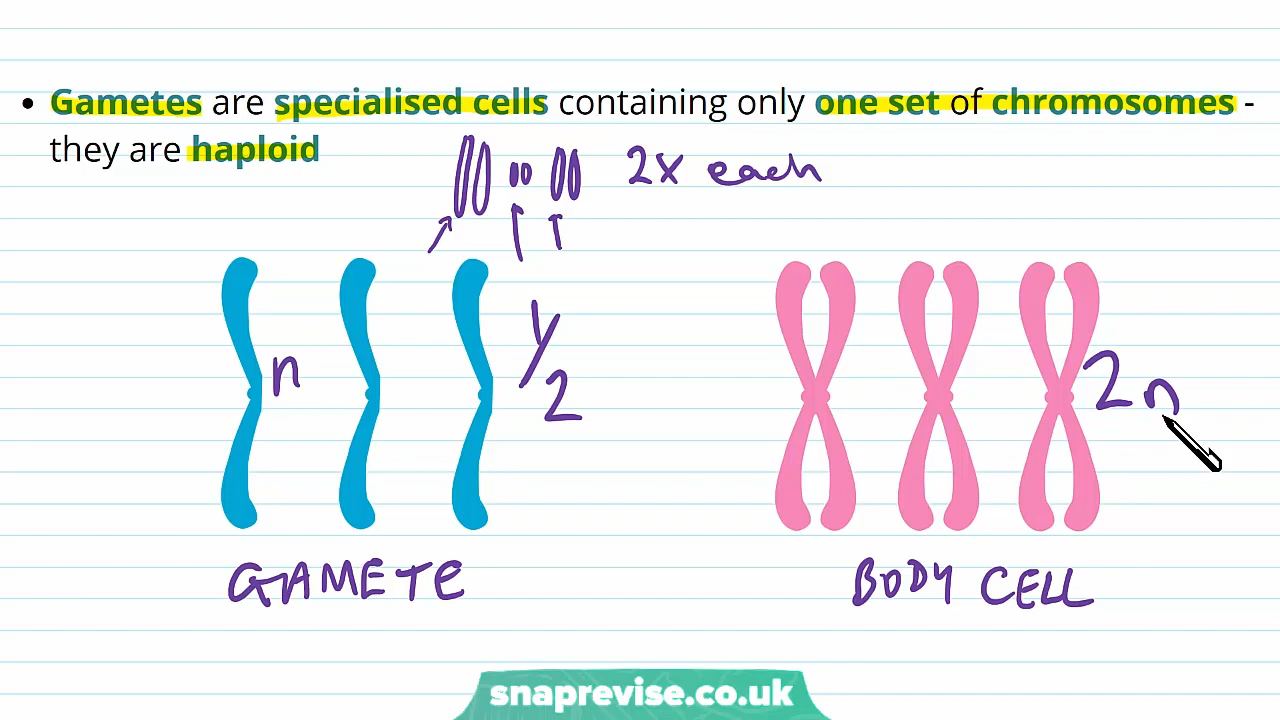 • Gametes are specialised cells containing only one set of chromosomes -
they are haploid
2x each
n
1/2
2n
GAMETE
BODY CELL
snaprevise.co.uk